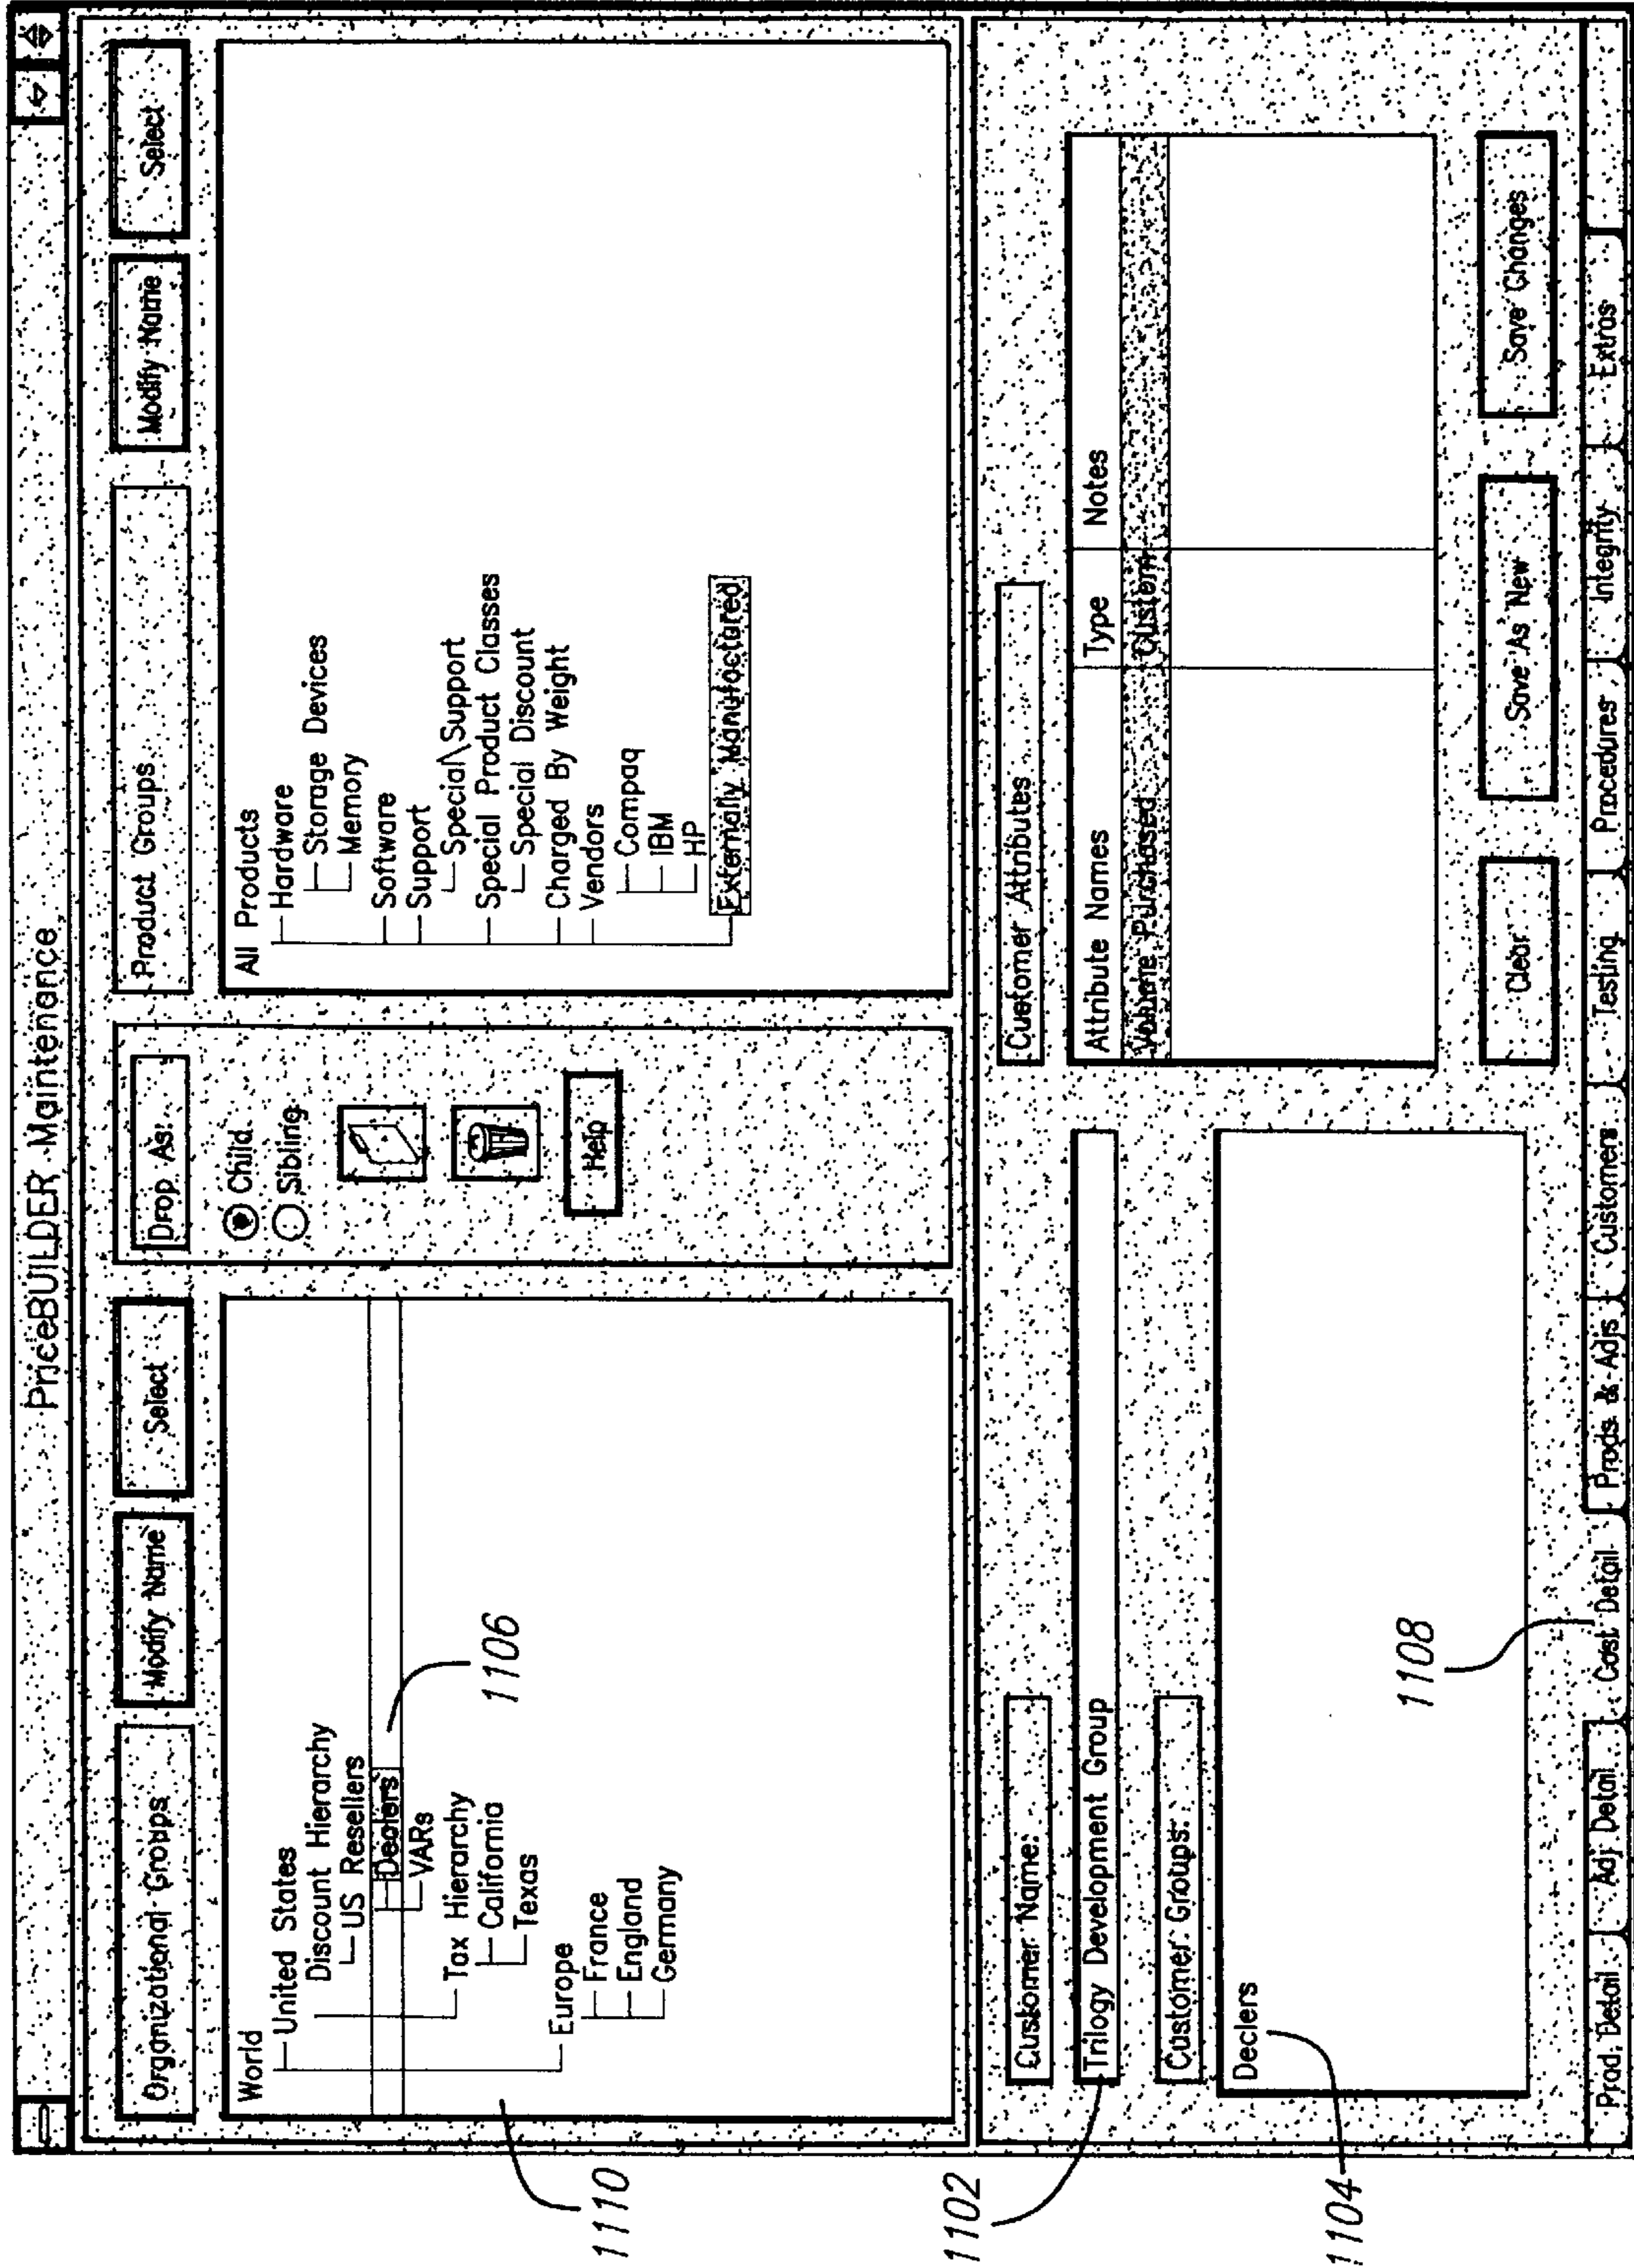 PriceBUILDER Maintenance
Organizational Groups
Modify Name
Select
World
United States
Discount Hierarchy
US Resellers
Dealers
VARs
Tax Hierarchy
California
Texas
Europe
France
England
Germany
1106
1110
Drop As:
Child
Sibling
Help
Product Groups
Modify Name
Select
All Products
Hardware
Storage Devices
Memory
Software
Support
Special\Support
Special Product Classes
Special Discount
Charged By Weight
Vendors
Compaq
IBM
HP
Externally Manufactured
Customer Name:
Trilogy Development Group
1102
Customer Groups:
Declers
1104
1108
Customer Attributes
Attribute Names Type Notes
Volume Purchased Custom
Clear
Save As New
Save Changes
Prod. Detail Adj Detail Cost Detail Prods & Adjs Customers Testing Procedures Integrity Extras